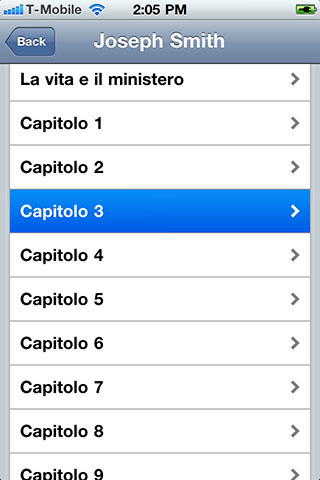 T-Mobile 2:05 PM
Back Joseph Smith
La vita e il ministero
Capitolo 1
Capitolo 2
Capitolo 3
Capitolo 4
Capitolo 5
Capitolo 6
Capitolo 7
Capitolo 8
Capitolo 9